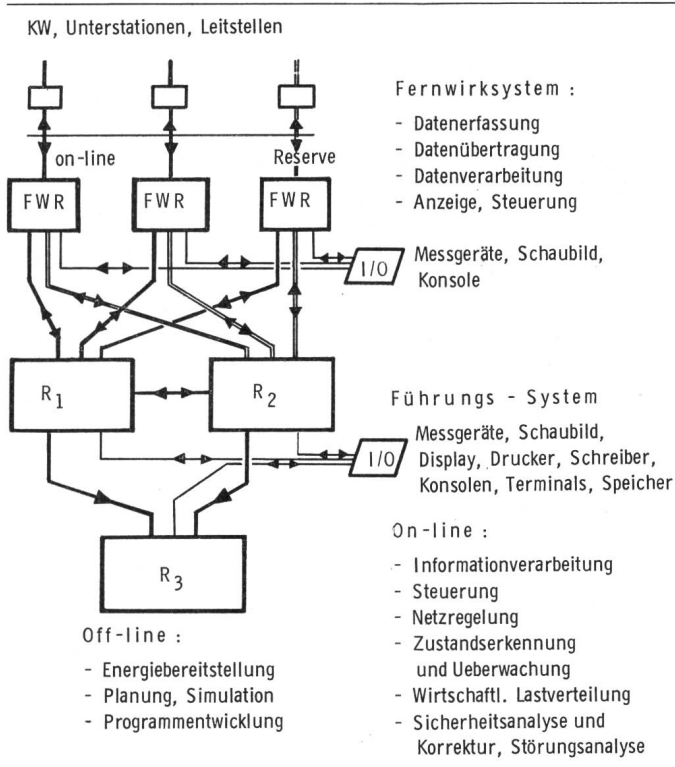 KW, Unterstationen, Leitstellen
Fernwirksystem :
- Datenerfassung
- Datenübertragung
- Datenverarbeitung
- Anzeige, Steuerung
on-line
Reserve
FWR
FWR
FWR
I/O
Messgeräte, Schaubild,
Konsole
R1
R2
Führungs - System
I/O
Messgeräte, Schaubild,
Display, Drucker, Schreiber,
Konsolen, Terminals, Speicher
R3
On-line :
- Informationverarbeitung
- Steuerung
- Netzregelung
- Zustandserkennung
und Ueberwachung
- Wirtschaftl. Lastverteilung
- Sicherheitsanalyse und
Korrektur, Störungsanalyse
Off-line :
- Energiebereitstellung
- Planung, Simulation
- Programmentwicklung